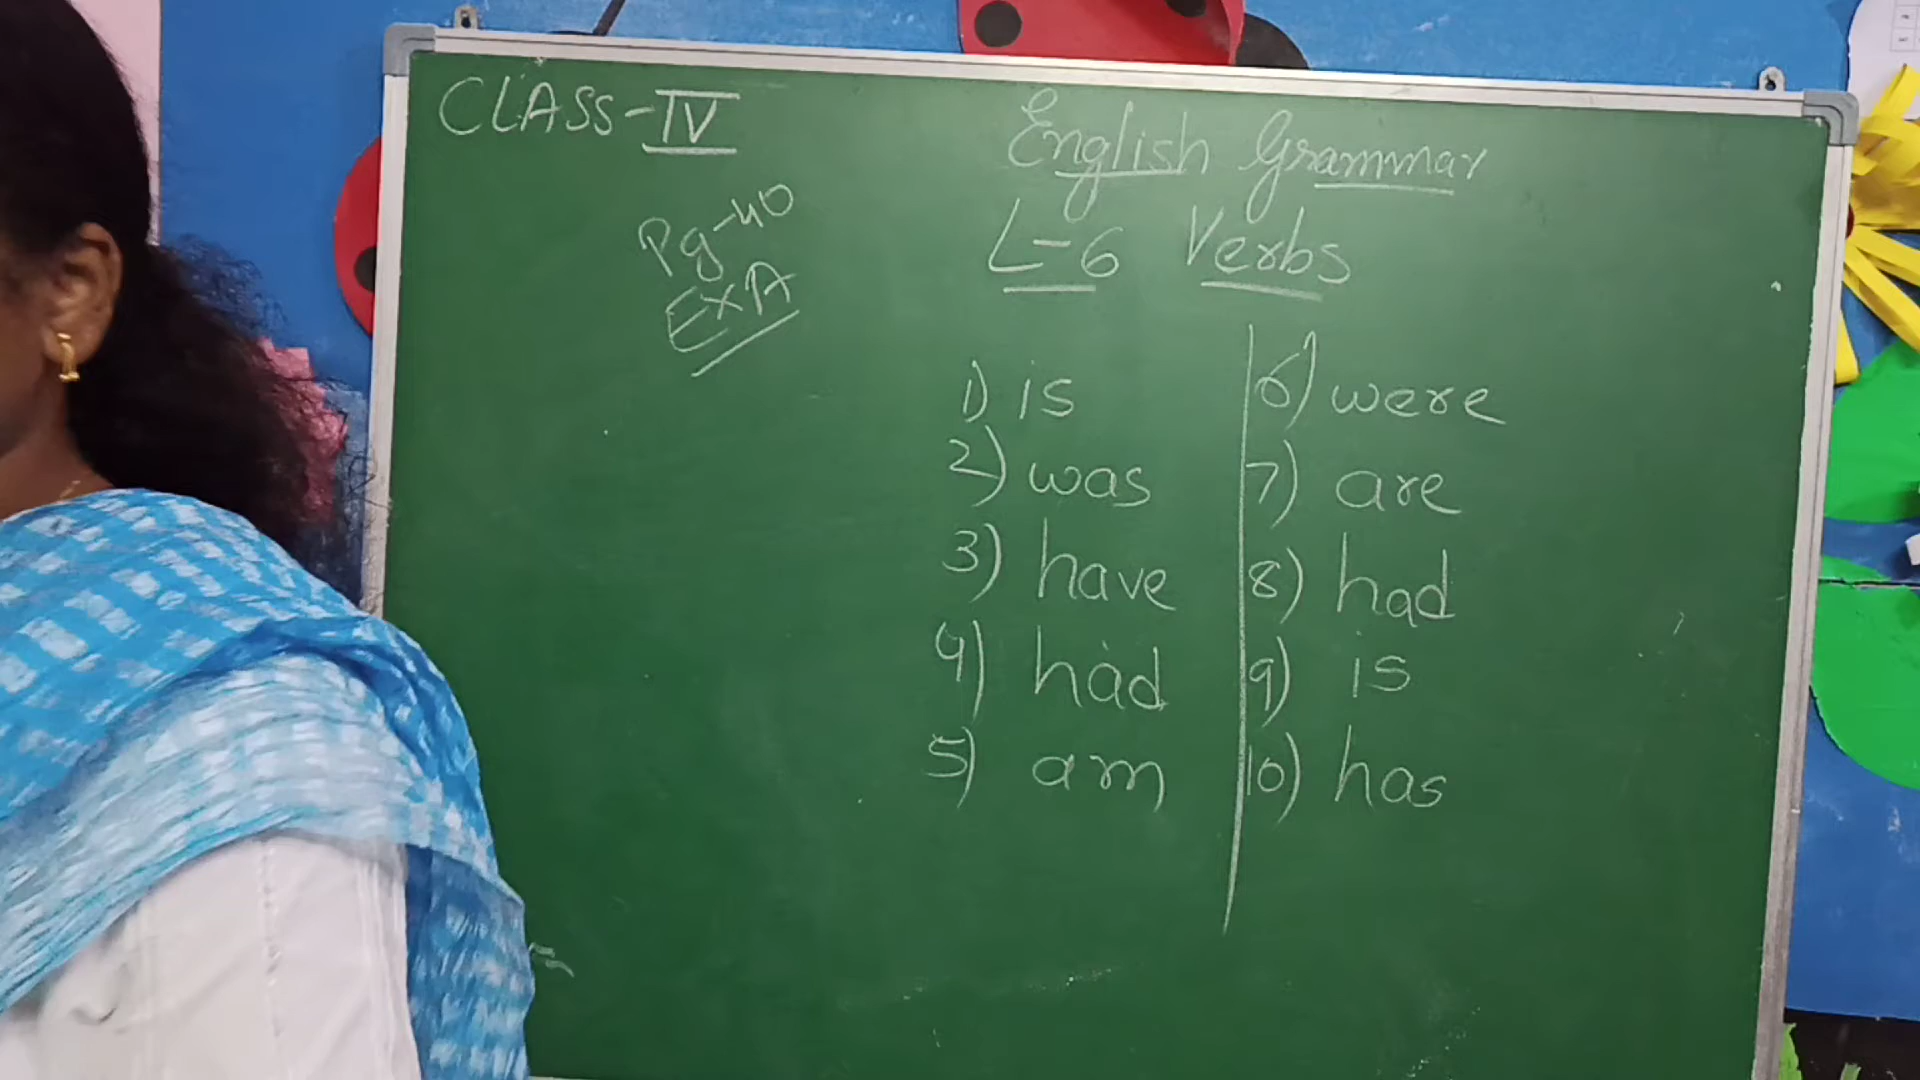 CLASS-IV
English Grammar
Pg-40
L-6 Verbs
Ex A
1) is
2) was
3) have
4) had
5) am
6) were
7) are
8) had
9) is
10) has